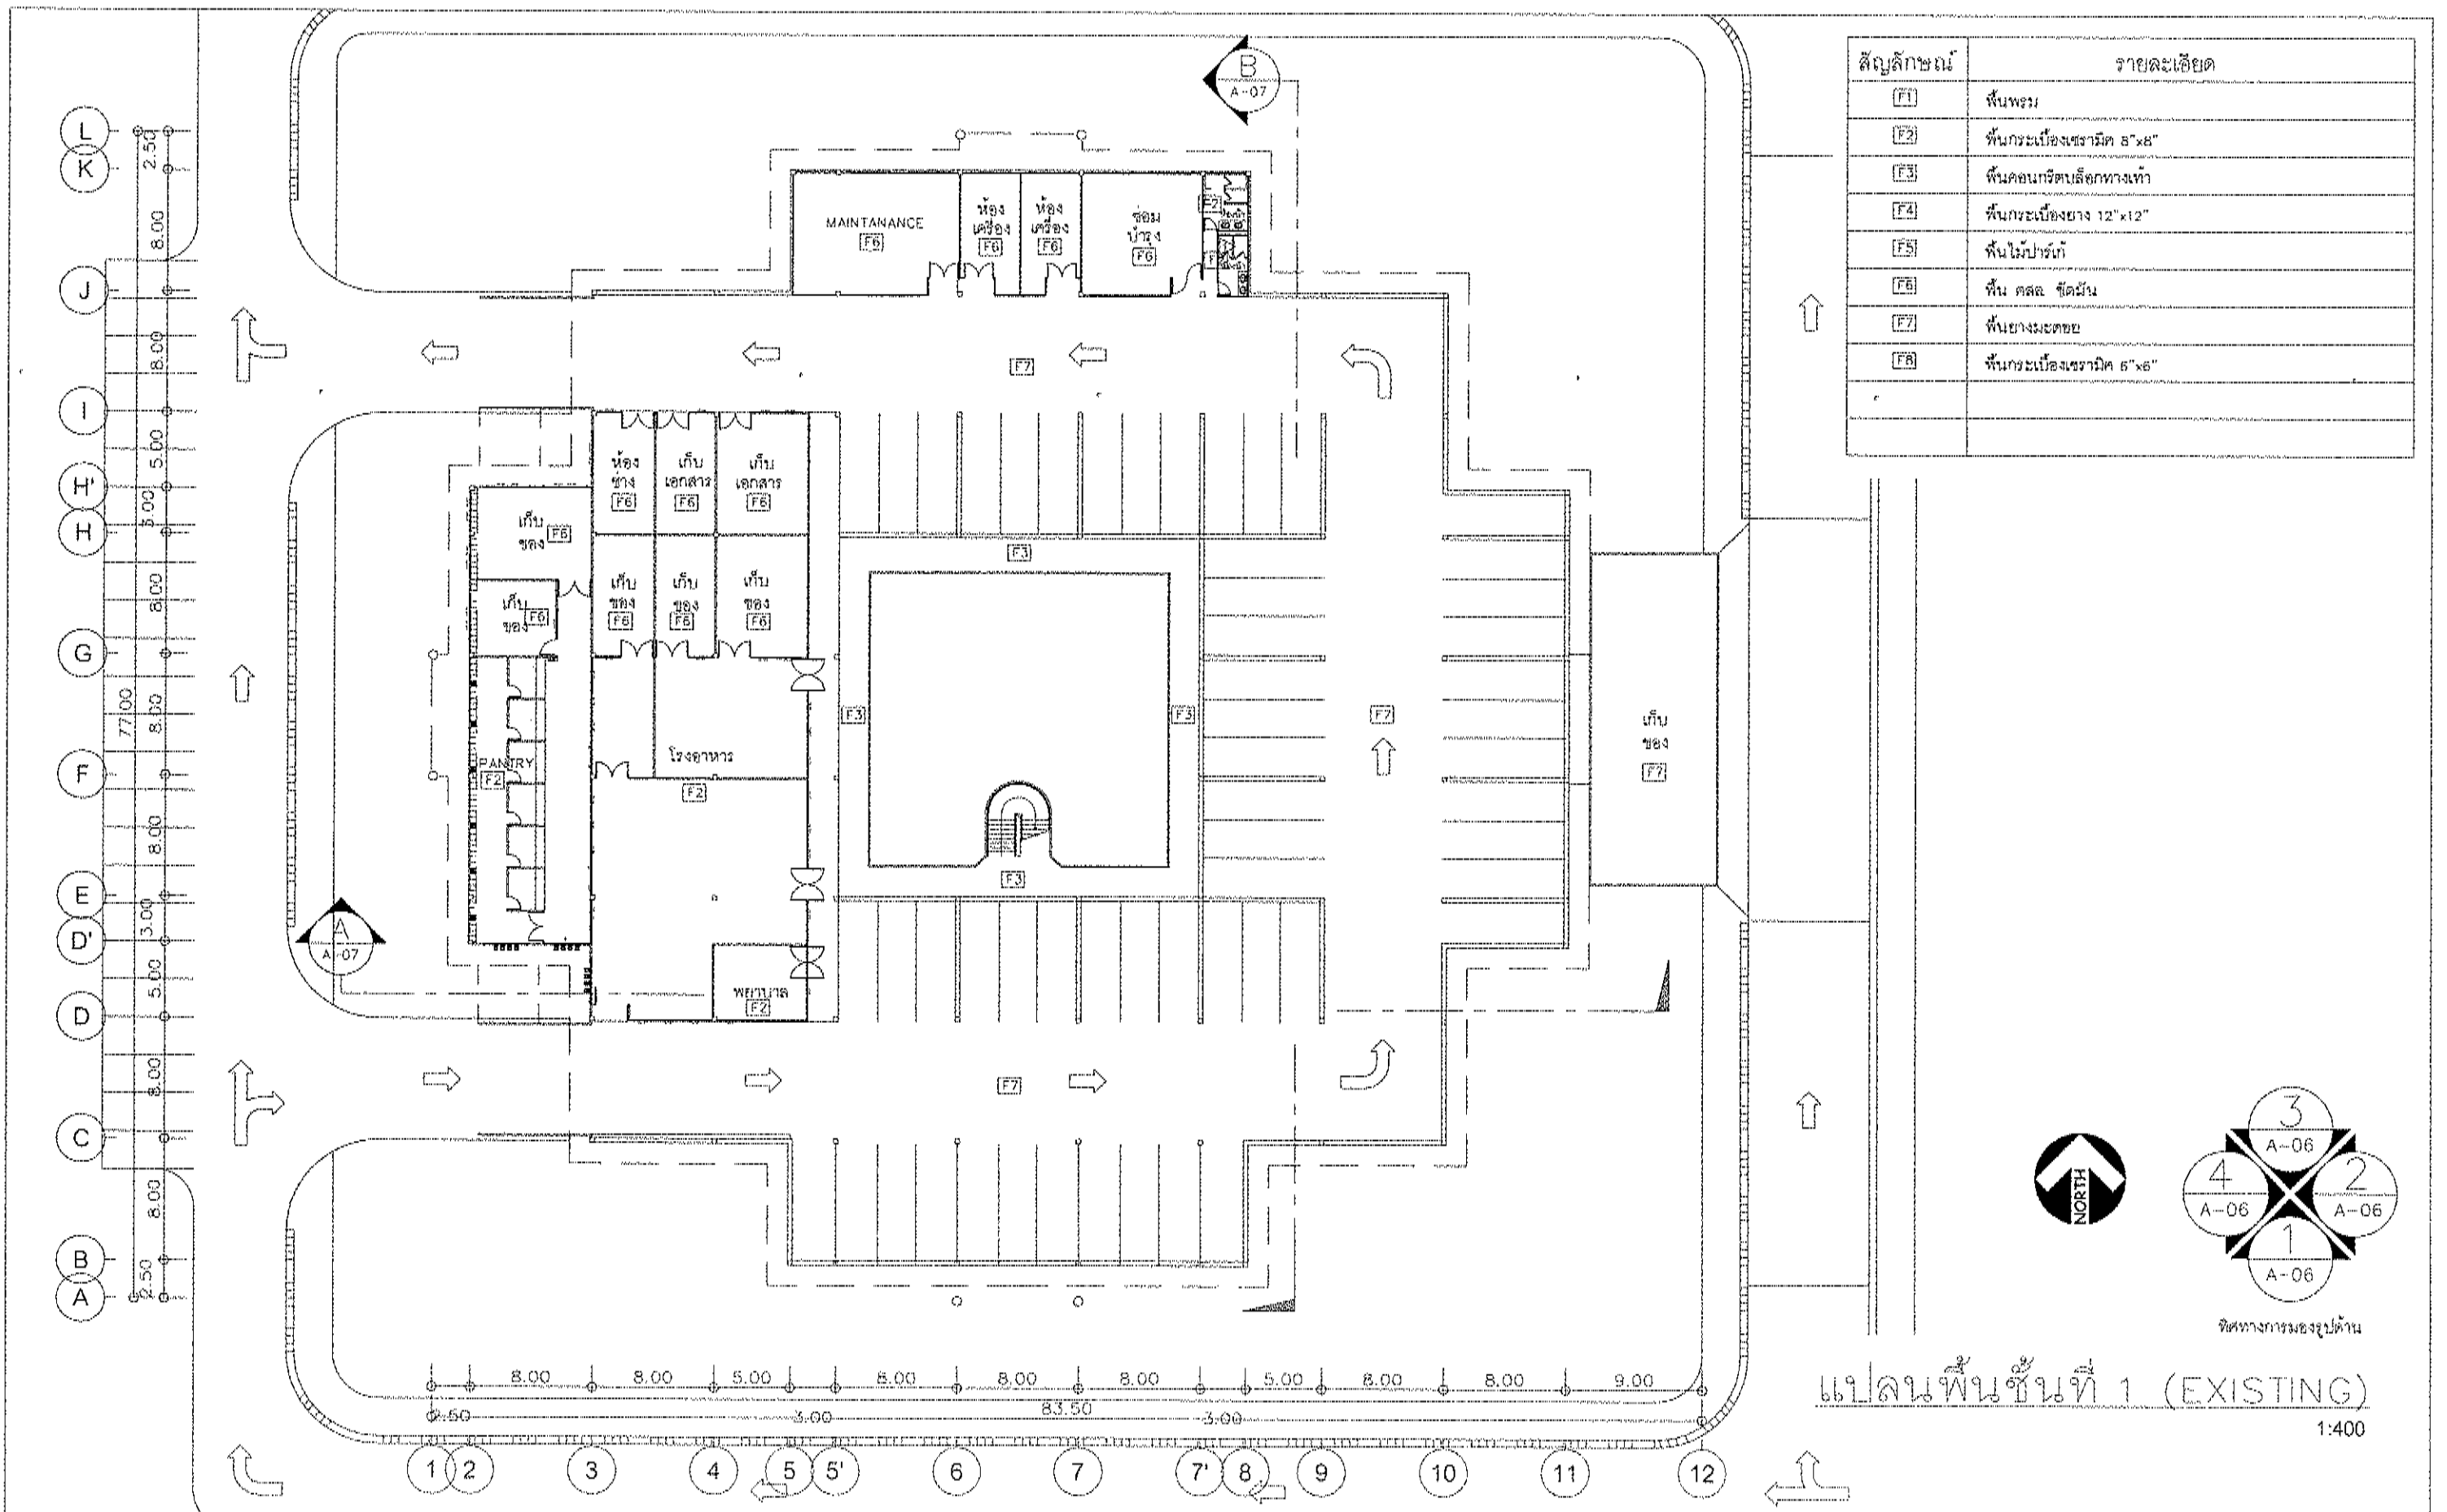 สัญลักษณ์ รายละเอียด
F1 พื้นพรม
F2 พื้นกระเบื้องเซรามิค 8"x8"
F3 พื้นคอนกรีตบล็อกทางเท้า
F4 พื้นกระเบื้องยาง 12"x12"
F5 พื้นไม้ปาร์เก้
F6 พื้น คสล. ขัดมัน
F7 พื้นยางมะตอย
F8 พื้นกระเบื้องเซรามิค 6"x6"
B
A-07
L
K
J
I
H'
H
G
F
E
D'
D
C
B
A
2.50
8.00
8.00
5.00
3.00
8.00
8.00
8.00
3.00
5.00
8.00
8.00
2.50
77.00
MAINTANANCE
F6
ห้อง
เครื่อง
F6
ห้อง
เครื่อง
F6
ซ่อม
บำรุง
F6
F2
F7
ห้อง
ช่าง
F6
เก็บ
เอกสาร
F6
เก็บ
เอกสาร
F6
เก็บ
ของ F6
เก็บ
ของ F6
เก็บ
ของ
F6
เก็บ
ของ
F6
เก็บ
ของ
F6
F3
F3
F3
F3
F7
เก็บ
ของ
F7
PANTRY
F2
โรงอาหาร
F2
พยาบาล
F2
A
A-07
F7
3
A-06
4
A-06
2
A-06
1
A-06
NORTH
ทิศทางการมองรูปด้าน
8.00 8.00 5.00 8.00 8.00 8.00 5.00 8.00 8.00 9.00
2.50 3.00 83.50 3.00
1 2 3 4 5 5' 6 7 7' 8 9 10 11 12
แปลนพื้นชั้นที่ 1 (EXISTING)
1:400